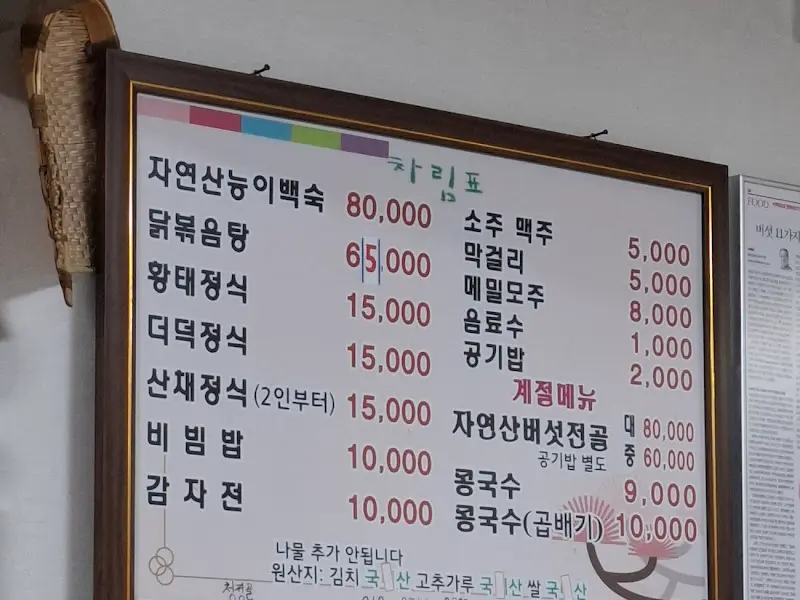 차림표
자연산능이백숙 80,000
닭볶음탕 65,000
황태정식 15,000
더덕정식 15,000
산채정식 (2인부터) 15,000
비 빔 밥 10,000
감 자 전 10,000
소주 맥주 5,000
막걸리 5,000
메밀모주 8,000
음료수 1,000
공기밥 2,000
계절메뉴
자연산버섯전골 대 80,000
공기밥 별도 중 60,000
콩국수 9,000
콩국수(곱배기) 10,000
나물 추가 안됩니다
원산지: 김치 국산 고추가루 국산 쌀 국산
FOOD
버섯 11가지